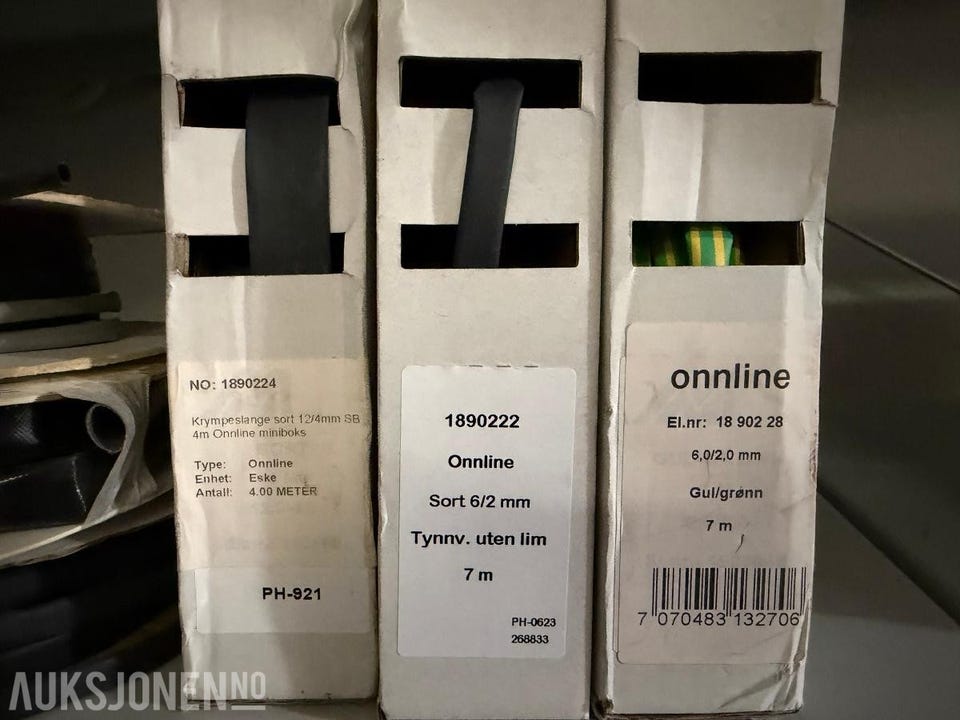 NO: 1890224
Krympeslange sort 12/4mm SB
4m Onnline miniboks
Type: Onnline
Enhet: Eske
Antall: 4.00 METER
PH-921
1890222
Onnline
Sort 6/2 mm
Tynnv. uten lim
7 m
PH-0623
268833
onnline
El.nr: 18 902 28
6,0/2,0 mm
Gul/grønn
7 m
7 070483 132706
AUKSJONEN.NO